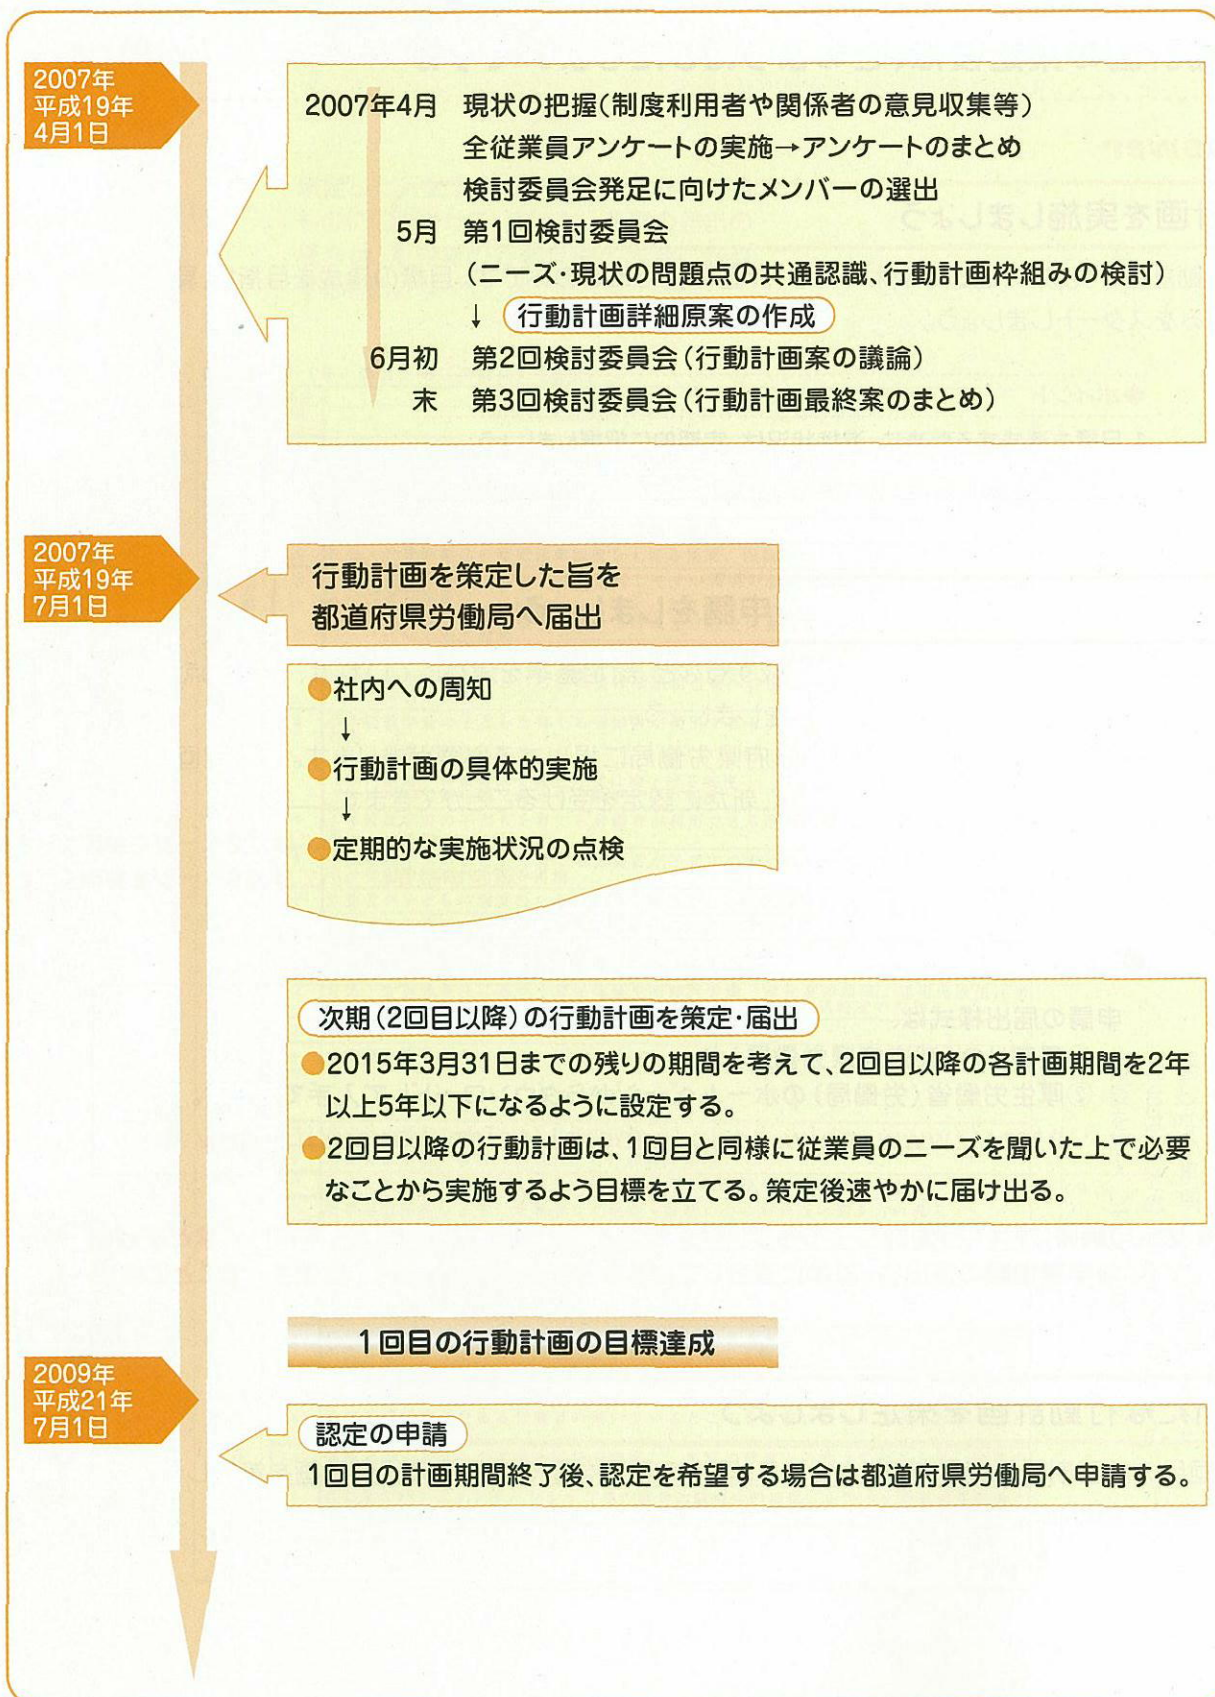 2007年
平成19年
4月1日
2007年4月 現状の把握(制度利用者や関係者の意見収集等)
全従業員アンケートの実施→アンケートのまとめ
検討委員会発足に向けたメンバーの選出
5月 第1回検討委員会
(ニーズ・現状の問題点の共通認識、行動計画枠組みの検討)
↓ 行動計画詳細原案の作成
6月初 第2回検討委員会(行動計画案の議論)
末 第3回検討委員会(行動計画最終案のまとめ)
2007年
平成19年
7月1日
行動計画を策定した旨を
都道府県労働局へ届出
●社内への周知
↓
●行動計画の具体的実施
↓
●定期的な実施状況の点検
次期(2回目以降)の行動計画を策定・届出
●2015年3月31日までの残りの期間を考えて、2回目以降の各計画期間を2年
以上5年以下になるように設定する。
●2回目以降の行動計画は、1回目と同様に従業員のニーズを聞いた上で必要
なことから実施するよう目標を立てる。策定後速やかに届け出る。
1回目の行動計画の目標達成
2009年
平成21年
7月1日
認定の申請
1回目の計画期間終了後、認定を希望する場合は都道府県労働局へ申請する。